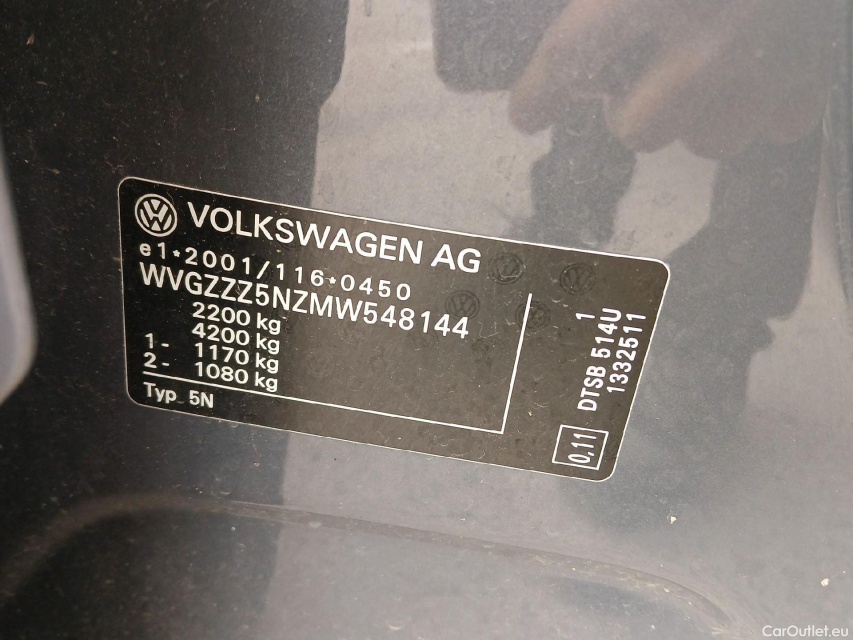 VOLKSWAGEN AG
e1*2001/116*0450
WVGZZZ5NZMW548144
2200 kg
4200 kg
1- 1170 kg
2- 1080 kg
Typ 5N
1
DTSB 514U
1332511
0.11
CarOutlet.eu